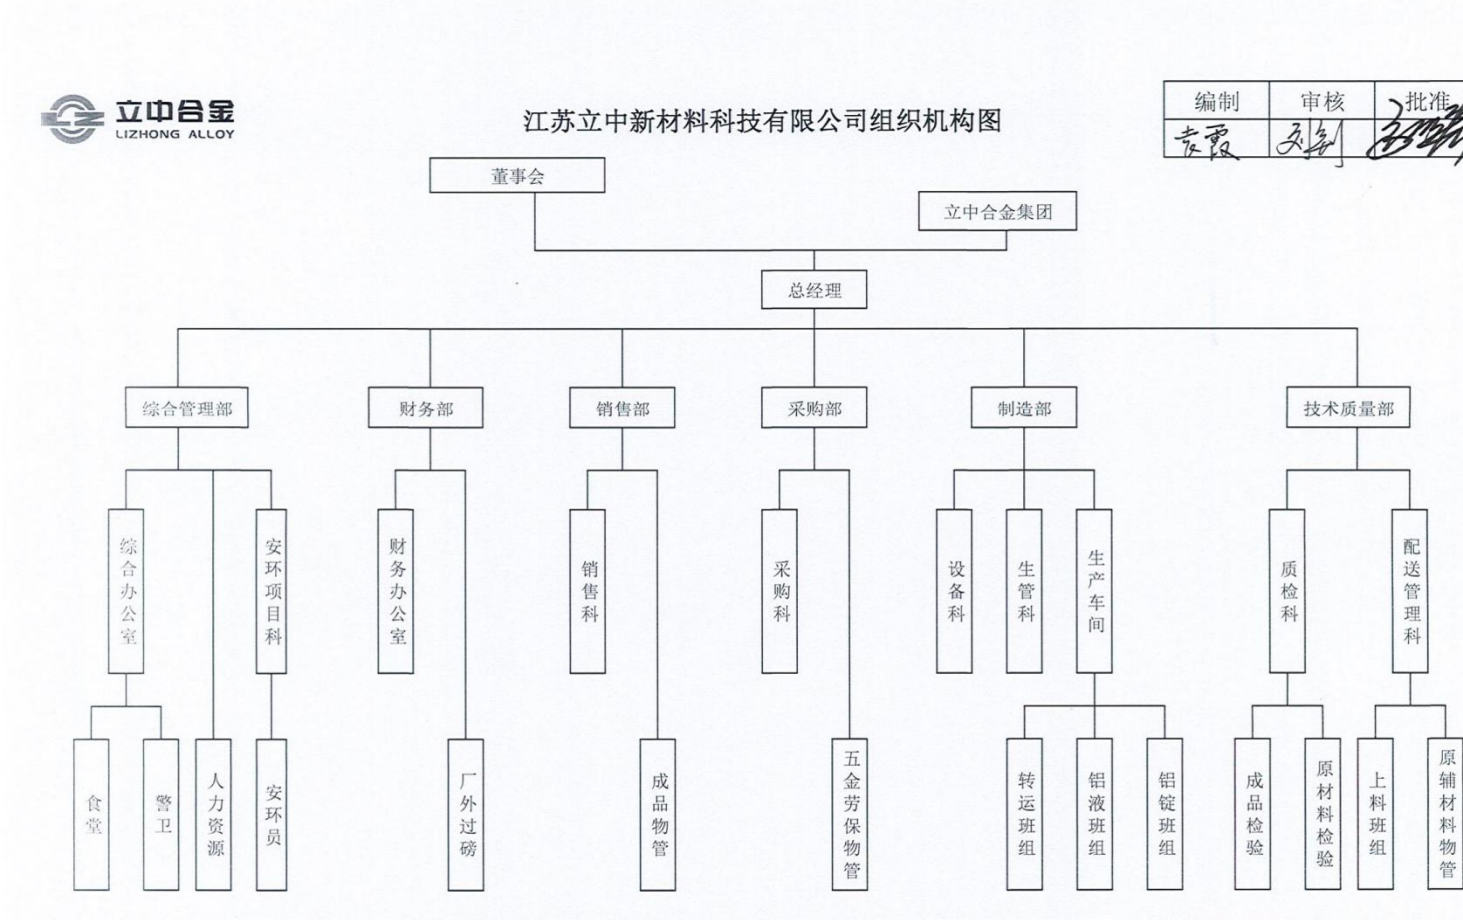 立中合金
LIZHONG ALLOY
江苏立中新材料科技有限公司组织机构图
编制
审核
批准
袁霞
董事会
立中合金集团
总经理
综合管理部
财务部
销售部
采购部
制造部
技术质量部
综合办公室
安环项目科
财务办公室
销售科
采购科
设备科
生管科
生产车间
质检科
配送管理科
食堂
警卫
人力资源
安环员
厂外过磅
成品物管
五金劳保物管
转运班组
铝液班组
铝锭班组
成品检验
原材料检验
上料班组
原辅材料物管